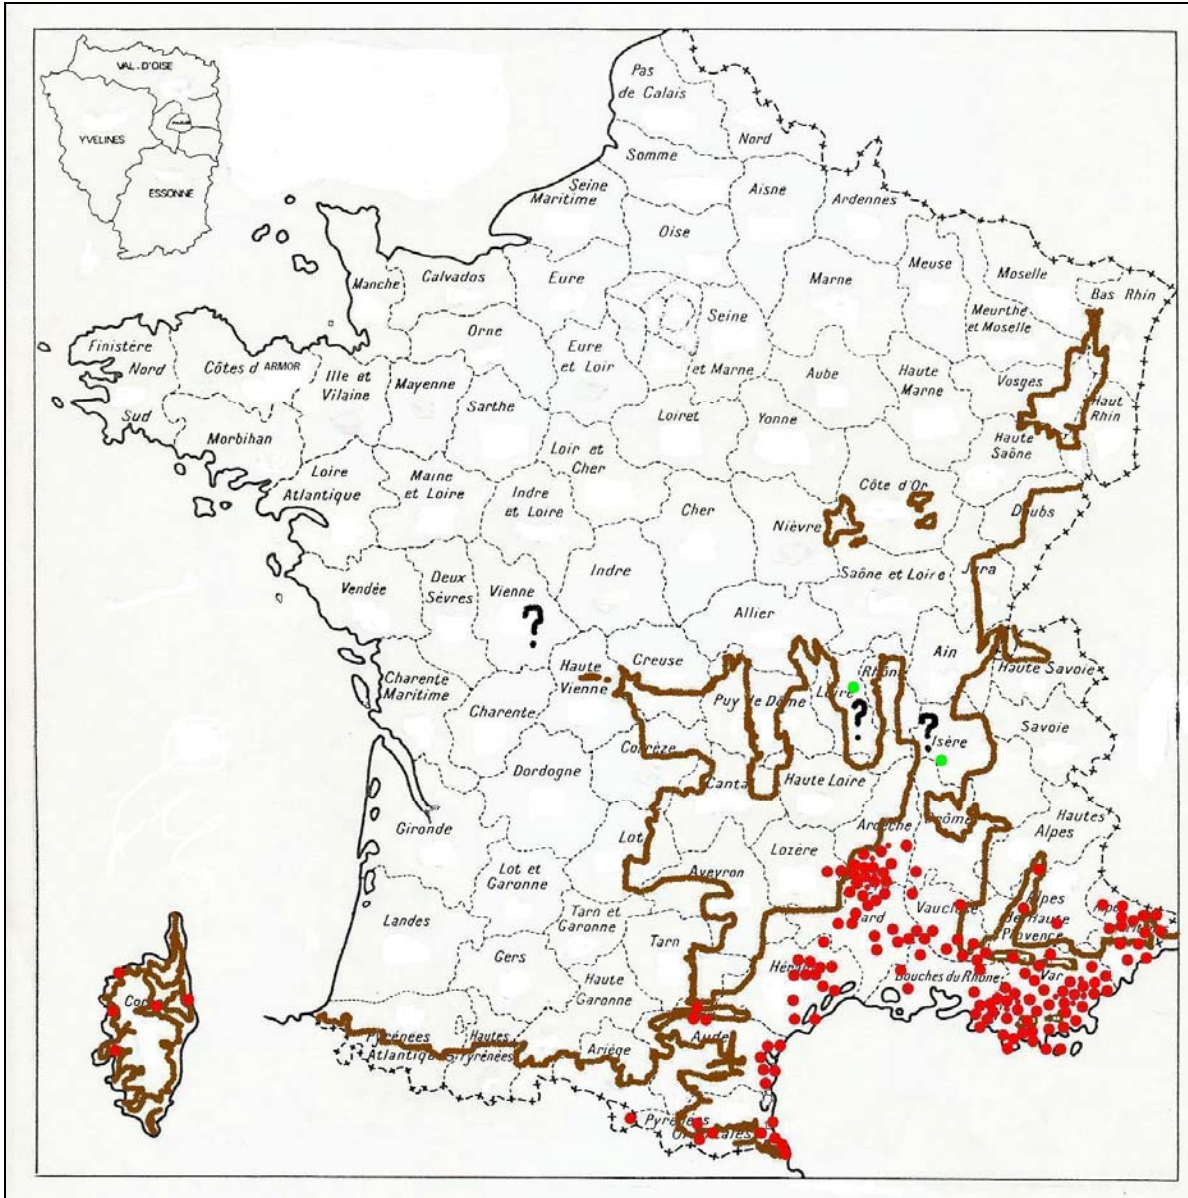 VAL-D'OISE
YVELINES
ESSONNE
Pas
de Calais
Nord
Somme
Seine
Maritime
Aisne
Ardennes
Oise
Manche
Calvados
Eure
Marne
Meuse
Moselle
Bas Rhin
Meurthe
et Moselle
Seine
et Marne
Orne
Eure
et Loir
Finistère
Nord
Sud
Côtes d'ARMOR
Ille et
Vilaine
Mayenne
Sarthe
Aube
Haute
Marne
Vosges
Haut
Rhin
Morbihan
Loiret
Yonne
Haute
Saône
Loir et
Cher
Loire
Atlantique
Maine
et Loire
Indre
et Loire
Cher
Nièvre
Côte d'Or
Doubs
Vendée
Deux
Sèvres
Vienne
?
Indre
Allier
Saône et Loire
Jura
Charente
Maritime
Haute
Vienne
Creuse
Puy de Dôme
Loire
?
Rhône
Ain
Haute Savoie
Charente
Corrèze
?
Isère
Savoie
Dordogne
Cantal
Haute Loire
Gironde
Lot
Lozère
Ardèche
Drôme
Hautes
Alpes
Lot et
Garonne
Aveyron
Landes
Tarn et
Garonne
Tarn
Gard
Vaucluse
Alpes
de Haute
Provence
Gers
Haute
Garonne
Hérault
Bouches du Rhône
Var
Pyrénées
Atlantiques
Hautes
Pyrénées
Ariège
Aude
Pyrénées
Orientales